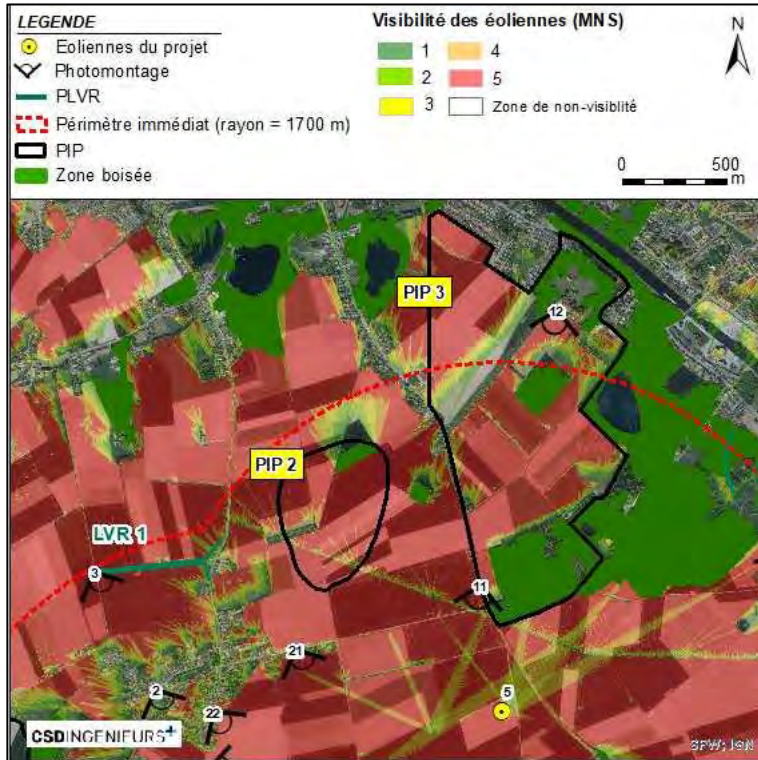 LEGENDE
Eoliennes du projet
Photomontage
PLVR
Périmètre immédiat (rayon = 1700 m)
PIP
Zone boisée
Visibilité des éoliennes (MNS)
1
4
2
5
3
Zone de non-visiblité
N
0 500
m
PIP 3
12
PIP 2
LVR 1
3
11
21
2
22
5
CSDINGENIEURS+
SPW; IGN